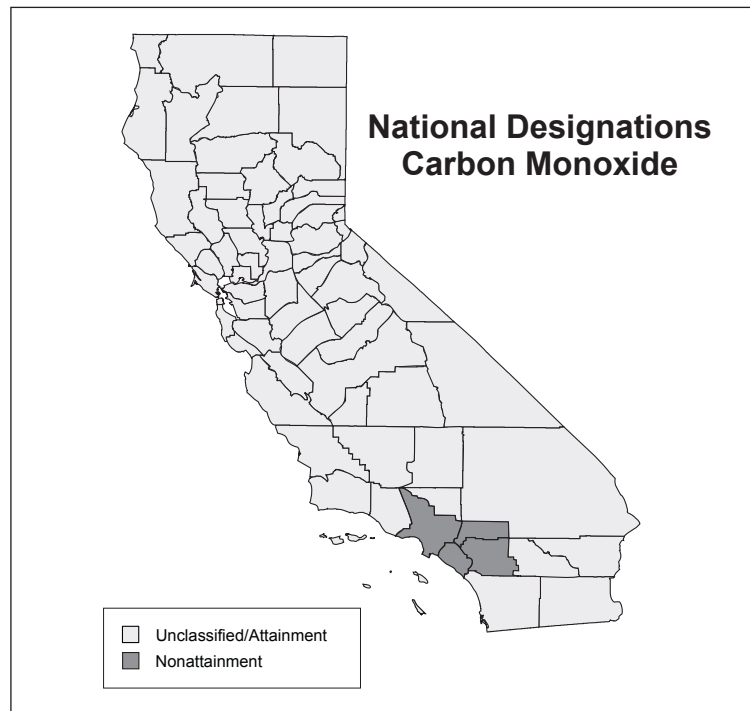 National Designations
Carbon Monoxide
Unclassified/Attainment
Nonattainment